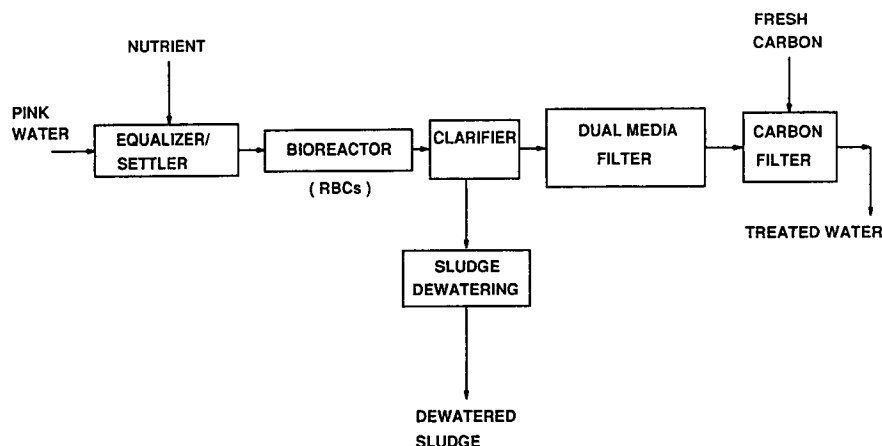 FRESH
CARBON
NUTRIENT
PINK
WATER
EQUALIZER/
SETTLER
BIOREACTOR
( RBCs )
CLARIFIER
DUAL MEDIA
FILTER
CARBON
FILTER
TREATED WATER
SLUDGE
DEWATERING
DEWATERED
SLUDGE